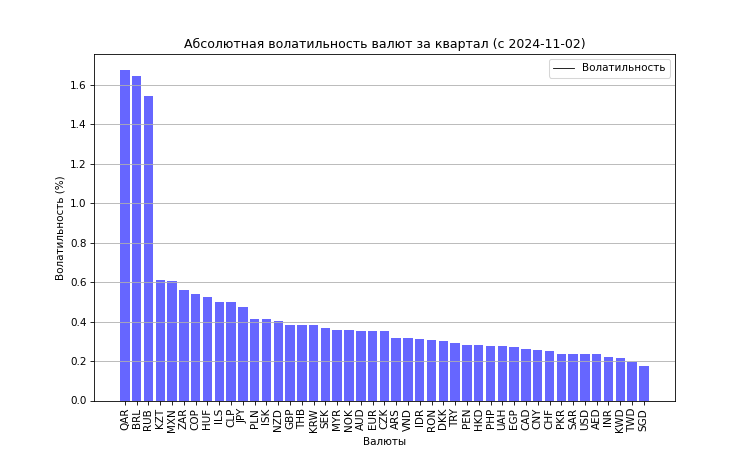 Абсолютная волатильность валют за квартал (с 2024-11-02)
Волатильность
Волатильность (%)
1.6
1.4
1.2
1.0
0.8
0.6
0.4
0.2
0.0
QAR BRL RUB KZT MXN ZAR COP HUF ILS CLP JPY PLN ISK NZD GBP THB KRW SEK MYR NOK AUD EUR CZK ARS VND IDR RON DKK TRY PEN HKD PHP UAH EGP CAD CNY CHF PKR SAR USD AED INR KWD TWD SGD
Валюты